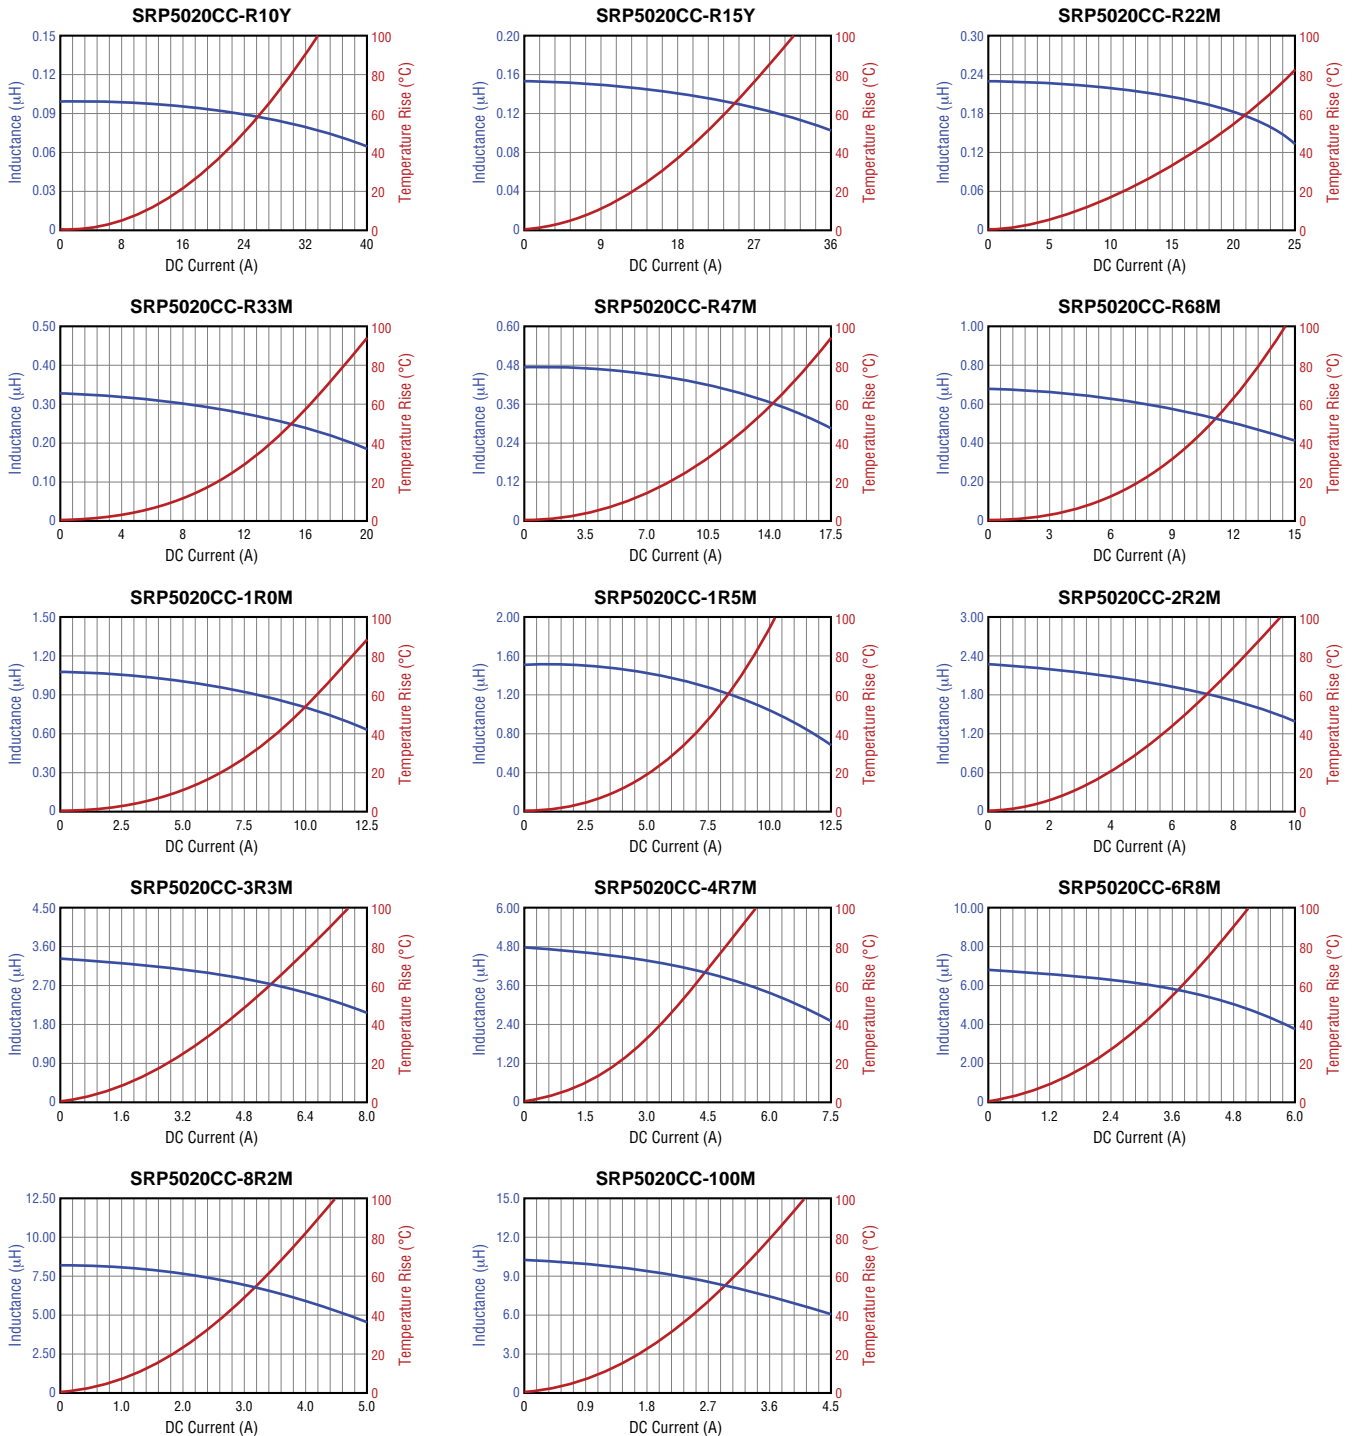 SRP5020CC-R10Y
Inductance (µH)
0.15
0.12
0.09
0.06
0.03
0
100
80
60
40
20
0
Temperature Rise (°C)
0 8 16 24 32 40
DC Current (A)
SRP5020CC-R15Y
Inductance (µH)
0.20
0.16
0.12
0.08
0.04
0
100
80
60
40
20
0
Temperature Rise (°C)
0 9 18 27 36
DC Current (A)
SRP5020CC-R22M
Inductance (µH)
0.30
0.24
0.18
0.12
0.06
0
100
80
60
40
20
0
Temperature Rise (°C)
0 5 10 15 20 25
DC Current (A)
SRP5020CC-R33M
Inductance (µH)
0.50
0.40
0.30
0.20
0.10
0
100
80
60
40
20
0
Temperature Rise (°C)
0 4 8 12 16 20
DC Current (A)
SRP5020CC-R47M
Inductance (µH)
0.60
0.48
0.36
0.24
0.12
0
100
80
60
40
20
0
Temperature Rise (°C)
0 3.5 7.0 10.5 14.0 17.5
DC Current (A)
SRP5020CC-R68M
Inductance (µH)
1.00
0.80
0.60
0.40
0.20
0
100
80
60
40
20
0
Temperature Rise (°C)
0 3 6 9 12 15
DC Current (A)
SRP5020CC-1R0M
Inductance (µH)
1.50
1.20
0.90
0.60
0.30
0
100
80
60
40
20
0
Temperature Rise (°C)
0 2.5 5.0 7.5 10.0 12.5
DC Current (A)
SRP5020CC-1R5M
Inductance (µH)
2.00
1.60
1.20
0.80
0.40
0
100
80
60
40
20
0
Temperature Rise (°C)
0 2.5 5.0 7.5 10.0 12.5
DC Current (A)
SRP5020CC-2R2M
Inductance (µH)
3.00
2.40
1.80
1.20
0.60
0
100
80
60
40
20
0
Temperature Rise (°C)
0 2 4 6 8 10
DC Current (A)
SRP5020CC-3R3M
Inductance (µH)
4.50
3.60
2.70
1.80
0.90
0
100
80
60
40
20
0
Temperature Rise (°C)
0 1.6 3.2 4.8 6.4 8.0
DC Current (A)
SRP5020CC-4R7M
Inductance (µH)
6.00
4.80
3.60
2.40
1.20
0
100
80
60
40
20
0
Temperature Rise (°C)
0 1.5 3.0 4.5 6.0 7.5
DC Current (A)
SRP5020CC-6R8M
Inductance (µH)
10.00
8.00
6.00
4.00
2.00
0
100
80
60
40
20
0
Temperature Rise (°C)
0 1.2 2.4 3.6 4.8 6.0
DC Current (A)
SRP5020CC-8R2M
Inductance (µH)
12.50
10.00
7.50
5.00
2.50
0
100
80
60
40
20
0
Temperature Rise (°C)
0 1.0 2.0 3.0 4.0 5.0
DC Current (A)
SRP5020CC-100M
Inductance (µH)
15.0
12.0
9.0
6.0
3.0
0
100
80
60
40
20
0
Temperature Rise (°C)
0 0.9 1.8 2.7 3.6 4.5
DC Current (A)